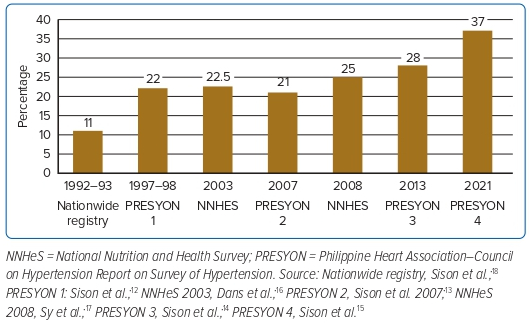 40
35
30
25
20
15
10
5
0
Percentage
11
22
22.5
21
25
28
37
1992–93 1997–98 2003 2007 2008 2013 2021
Nationwide PRESYON NNHES PRESYON NNHES PRESYON PRESYON
registry 1 2 3 4
NNHeS = National Nutrition and Health Survey; PRESYON = Philippine Heart Association–Council
on Hypertension Report on Survey of Hypertension. Source: Nationwide registry, Sison et al.;¹⁸
PRESYON 1: Sison et al.;¹² NNHeS 2003, Dans et al.;¹⁶ PRESYON 2, Sison et al. 2007;¹³ NNHeS
2008, Sy et al.;¹⁷ PRESYON 3, Sison et al.;¹⁴ PRESYON 4, Sison et al.¹⁵